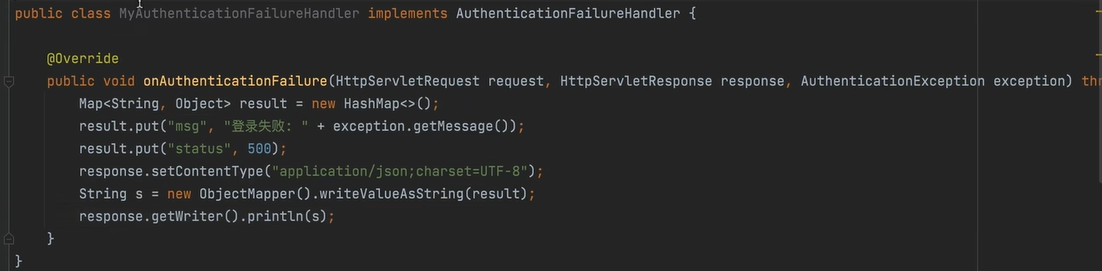 public class MyAuthenticationFailureHandler implements AuthenticationFailureHandler {
@Override
public void onAuthenticationFailure(HttpServletRequest request, HttpServletResponse response, AuthenticationException exception) thr
Map<String, Object> result = new HashMap<>();
result.put("msg", "登录失败: " + exception.getMessage());
result.put("status", 500);
response.setContentType("application/json;charset=UTF-8");
String s = new ObjectMapper().writeValueAsString(result);
response.getWriter().println(s);
}
}